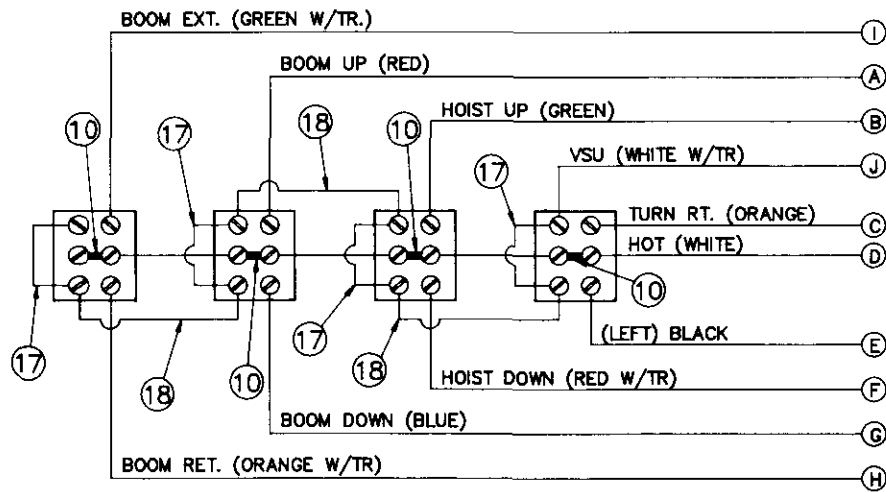 BOOM EXT. (GREEN W/TR.)
I
BOOM UP (RED)
A
HOIST UP (GREEN)
B
10
17
18
10
VSU (WHITE W/TR)
J
17
TURN RT. (ORANGE)
C
HOT (WHITE)
D
10
17
17
(LEFT) BLACK
E
18
10
18
HOIST DOWN (RED W/TR)
F
BOOM DOWN (BLUE)
G
BOOM RET. (ORANGE W/TR)
H